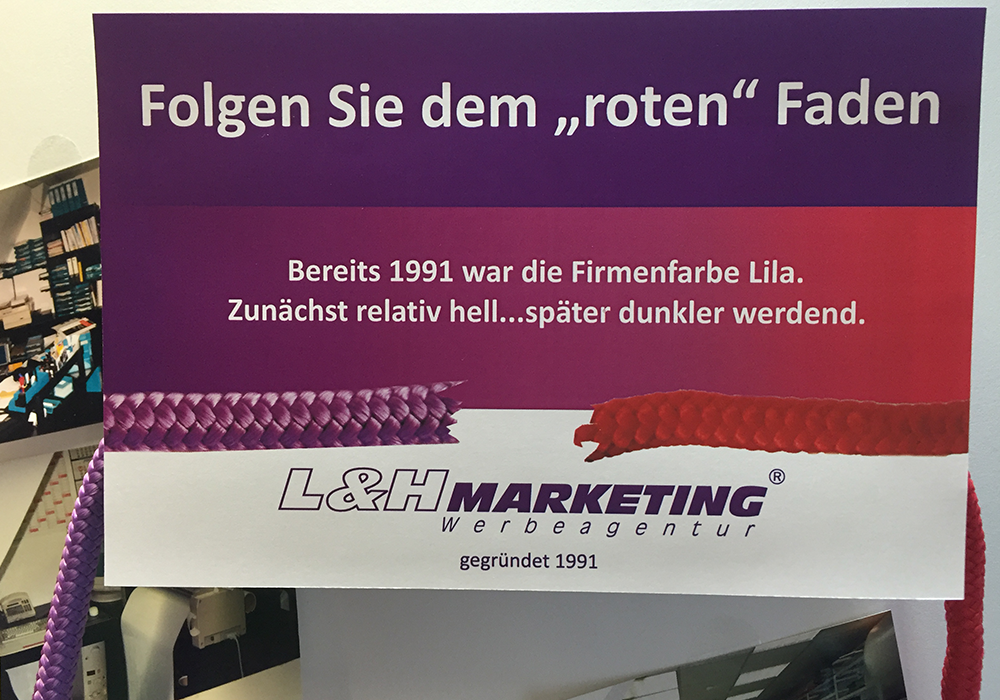 Folgen Sie dem „roten“ Faden
Bereits 1991 war die Firmenfarbe Lila.
Zunächst relativ hell...später dunkler werdend.
L&H MARKETING®
Werbeagentur
gegründet 1991